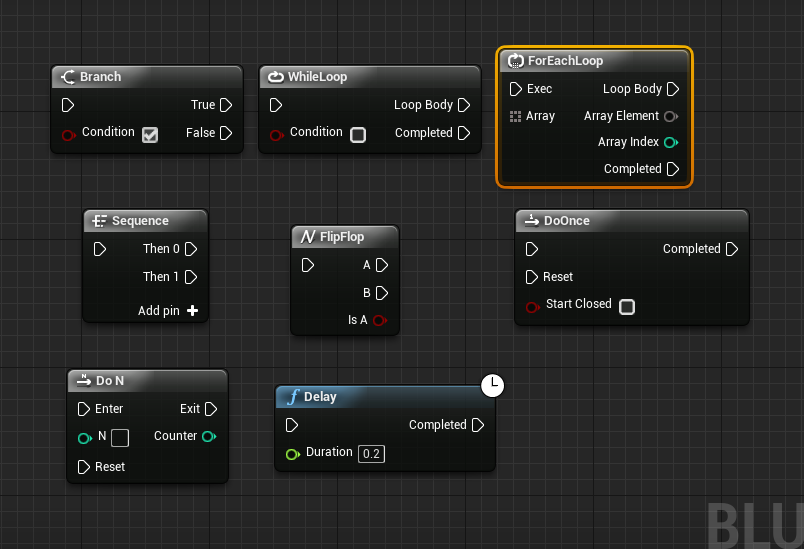 Branch
True
Condition
False
WhileLoop
Loop Body
Condition
Completed
ForEachLoop
Exec
Loop Body
Array
Array Element
Array Index
Completed
Sequence
Then 0
Then 1
Add pin
FlipFlop
A
B
Is A
DoOnce
Completed
Reset
Start Closed
N
Do N
Enter
Exit
N
Counter
Reset
f Delay
Completed
Duration 0.2
BLU